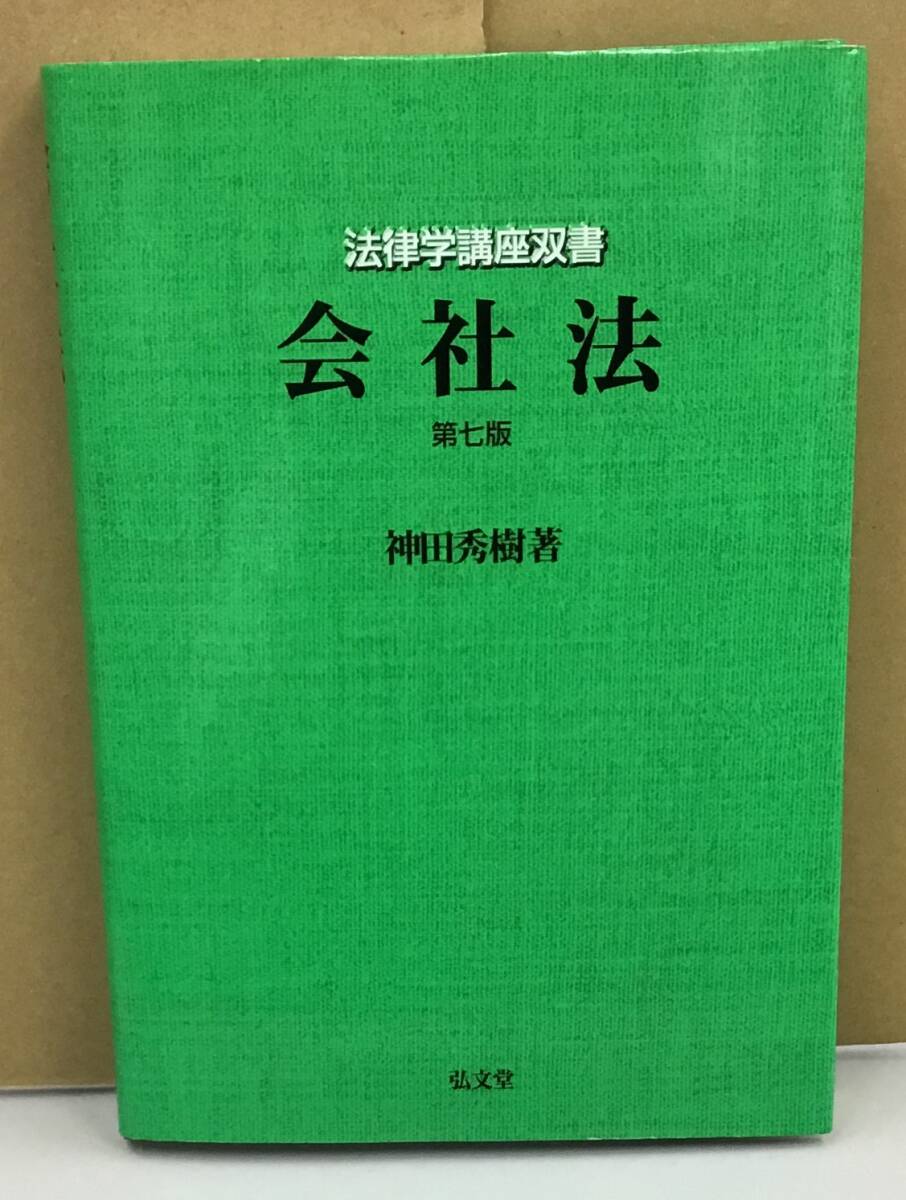 法律学講座双書
会社法
第七版
神田秀樹著
弘文堂